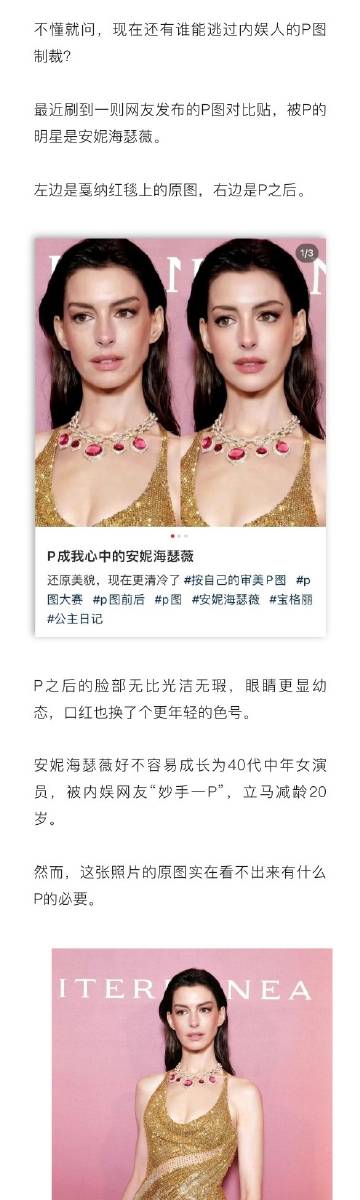 不懂就问，现在还有谁能逃过内娱人的P图
制裁？
最近刷到一则网友发布的P图对比贴，被P的
明星是安妮海瑟薇。
左边是戛纳红毯上的原图，右边是P之后。
1/3
P成我心中的安妮海瑟薇
还原美貌，现在更清冷了 #按自己的审美P图 #p
图大赛 #p图前后 #p图 #安妮海瑟薇 #宝格丽
#公主日记
P之后的脸部无比光洁无瑕，眼睛更显幼
态，口红也换了个更年轻的色号。
安妮海瑟薇好不容易成长为40代中年女演
员，被内娱网友“妙手一P”，立马减龄20
岁。
然而，这张照片的原图实在看不出来有什么
P的必要。
ITER NEA